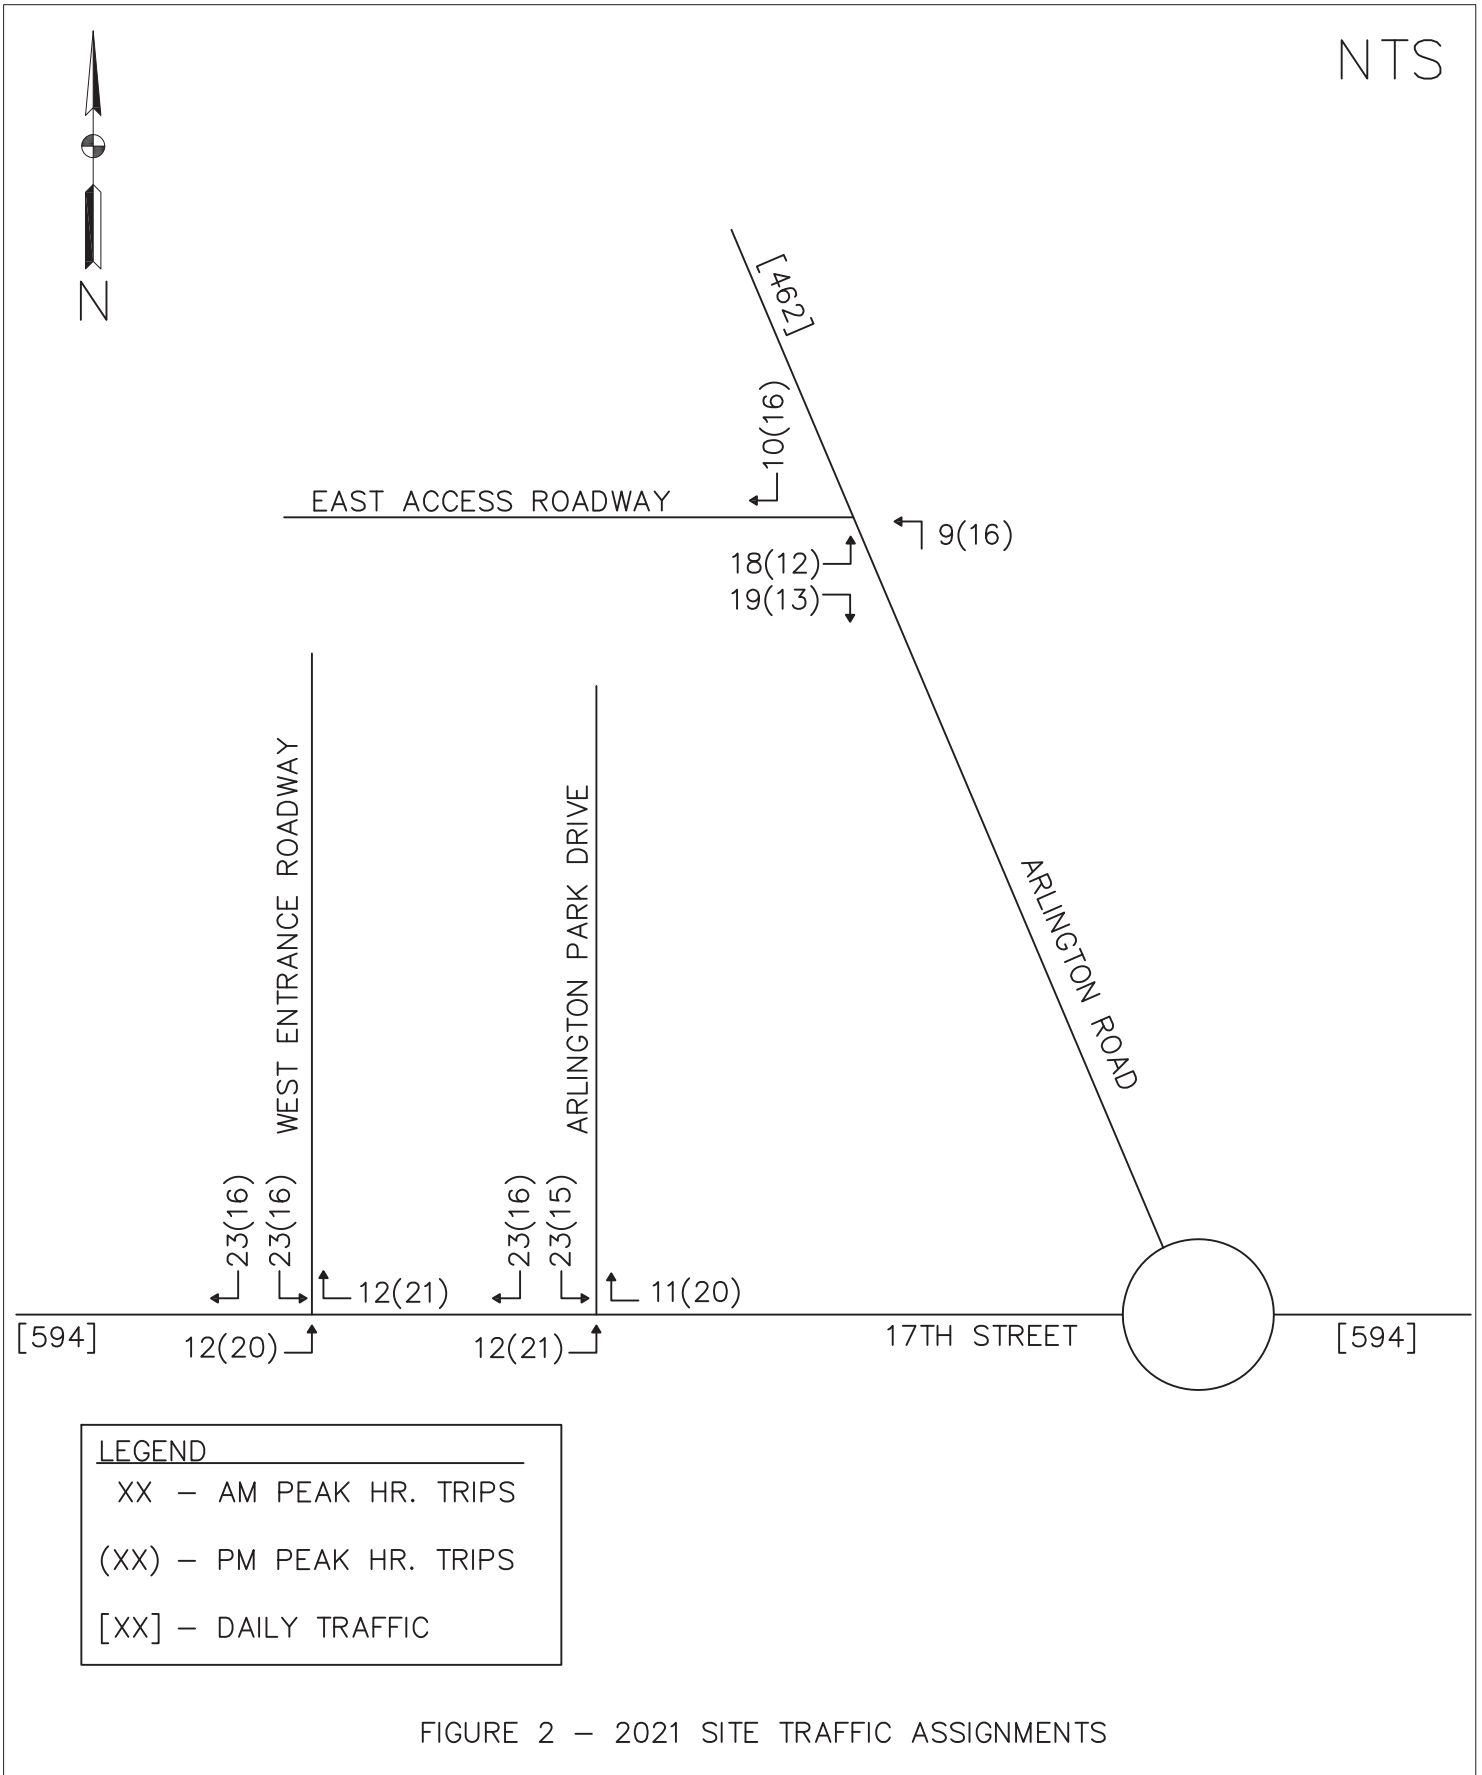 NTS
N
[462]
10(16)
EAST ACCESS ROADWAY
9(16)
18(12)
19(13)
WEST ENTRANCE ROADWAY
ARLINGTON PARK DRIVE
ARLINGTON ROAD
23(16)
23(16)
23(16)
23(15)
12(21)
11(20)
[594]
12(20)
12(21)
17TH STREET
[594]
LEGEND
XX - AM PEAK HR. TRIPS
(XX) - PM PEAK HR. TRIPS
[XX] - DAILY TRAFFIC
FIGURE 2 - 2021 SITE TRAFFIC ASSIGNMENTS